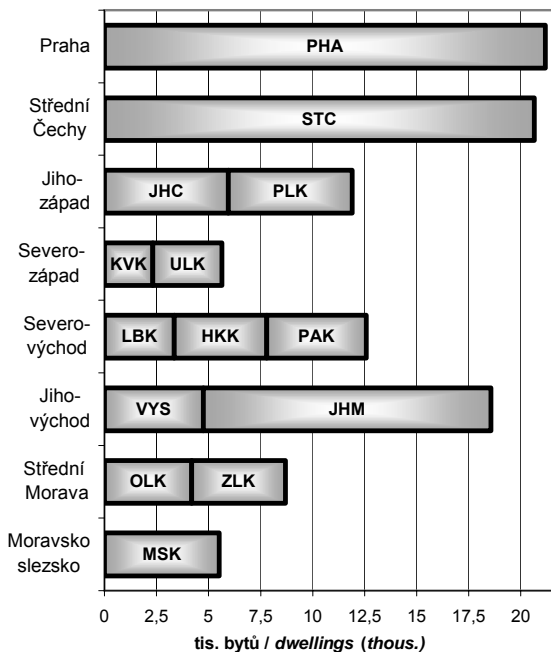 Praha
PHA
Střední
Čechy
STC
Jiho-
západ
JHC PLK
Severo-
západ
KVK ULK
Severo-
východ
LBK HKK PAK
Jiho-
východ
VYS JHM
Střední
Morava
OLK ZLK
Moravsko
slezsko
MSK
0 2,5 5 7,5 10 12,5 15 17,5 20
tis. bytů / dwellings (thous.)